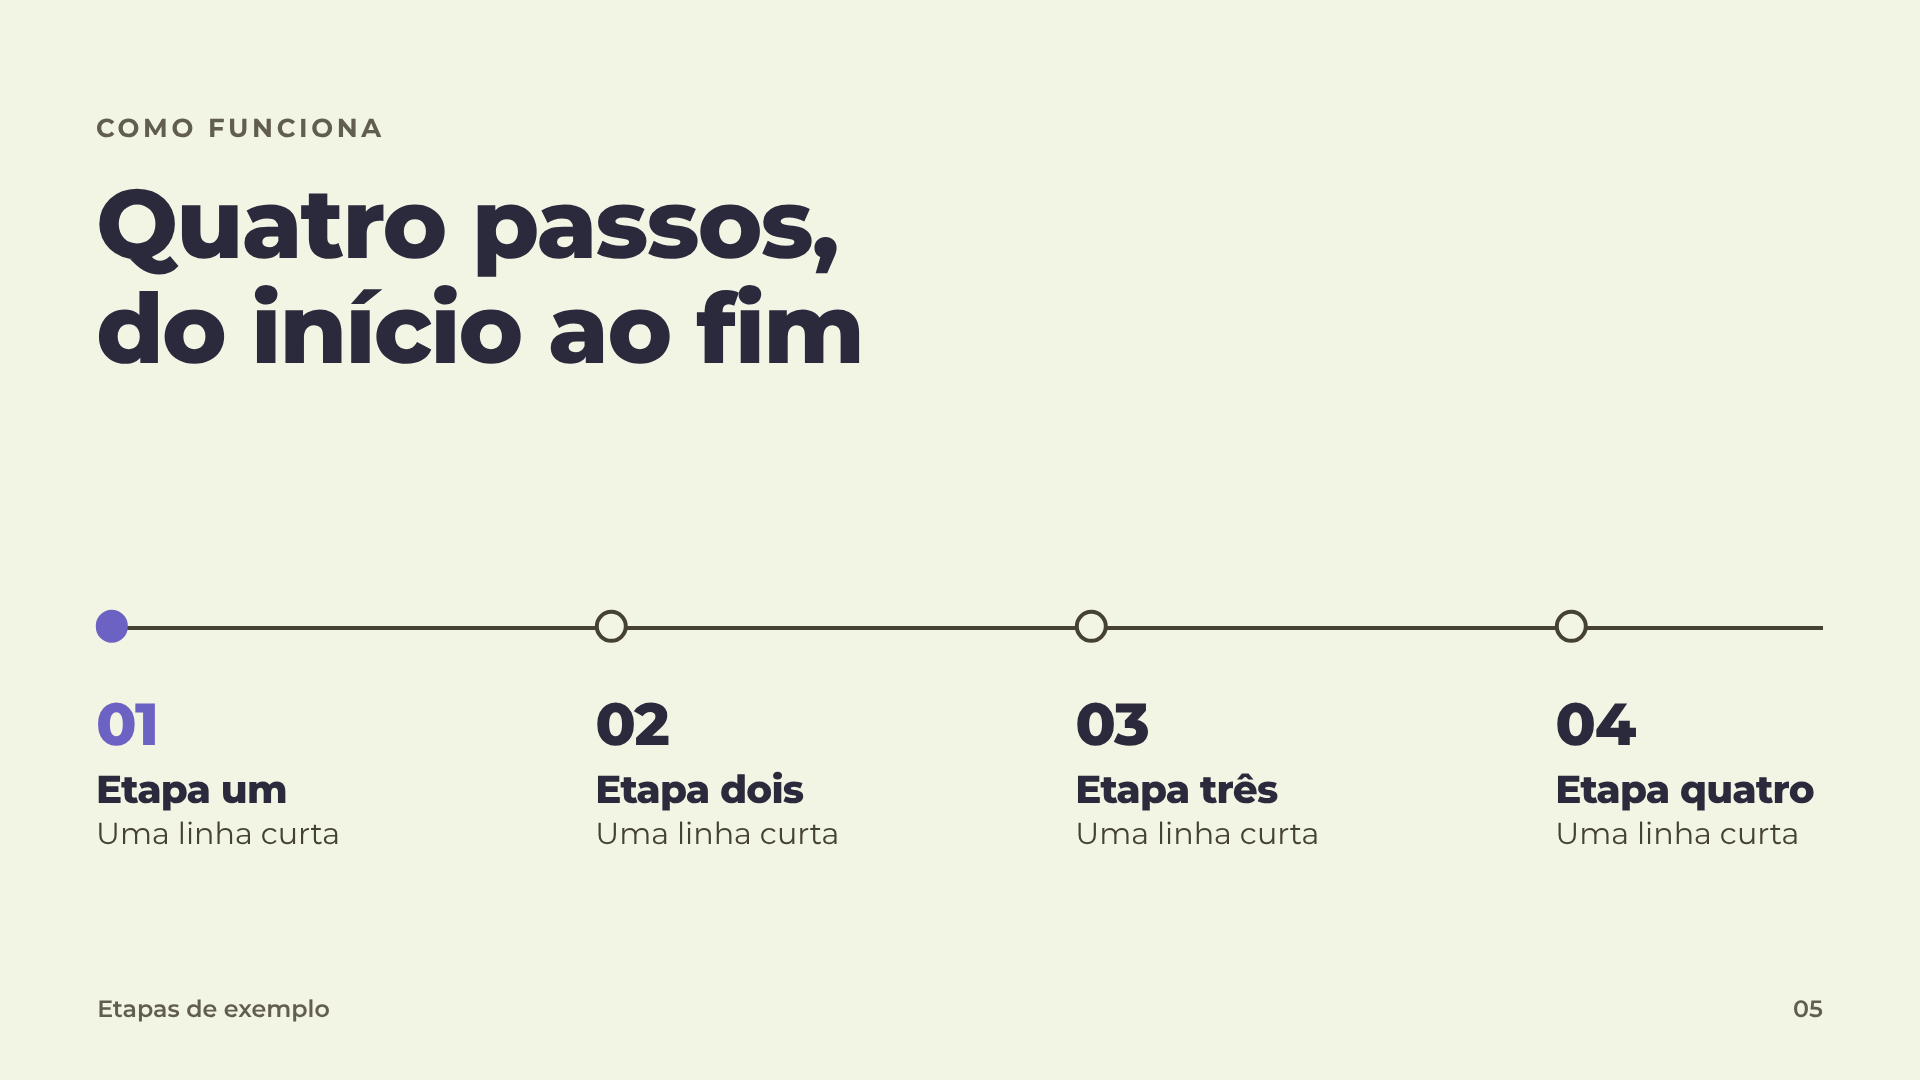 COMO FUNCIONA
Quatro passos,
do início ao fim
01
Etapa um
Uma linha curta
02
Etapa dois
Uma linha curta
03
Etapa três
Uma linha curta
04
Etapa quatro
Uma linha curta
Etapas de exemplo
05